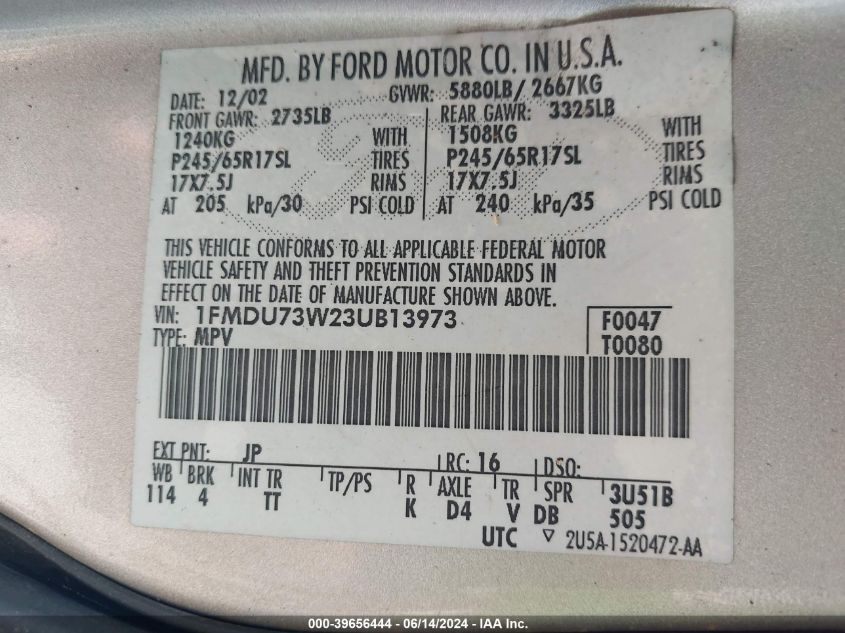 MFD. BY FORD MOTOR CO. IN U.S.A.
DATE: 12/02 GVWR: 5880LB/ 2667KG
FRONT GAWR: 2735LB REAR GAWR: 3325LB
1240KG WITH 1508KG WITH
P245/65R17SL TIRES P245/65R17SL TIRES
17X7.5J RIMS 17X7.5J RIMS
AT 205 kPa/30 PSI COLD AT 240 kPa/35 PSI COLD
THIS VEHICLE CONFORMS TO ALL APPLICABLE FEDERAL MOTOR
VEHICLE SAFETY AND THEFT PREVENTION STANDARDS IN
EFFECT ON THE DATE OF MANUFACTURE SHOWN ABOVE.
VIN: 1FMDU73W23UB13973 F0047
TYPE: MPV T0080
EXT PNT: JP RC: 16 DSO:
WB BRK INT TR TP/PS R AXLE TR SPR 3U51B
114 4 TT K D4 V DB 505
UTC ▽ 2U5A-1520472-AA
000-39656444 - 06/14/2024 - IAA Inc.